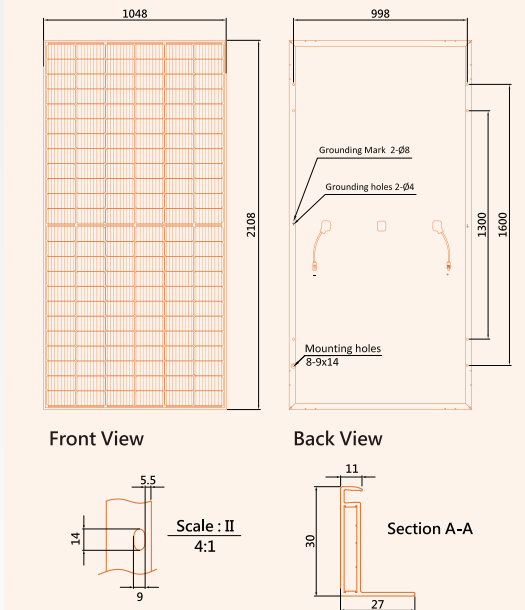 1048
998
Grounding Mark 2-Ø8
Grounding holes 2-Ø4
2108
1300
1600
Mounting holes
8-9x14
Front View
Back View
5.5
11
14
Scale : II
4:1
30
Section A-A
9
27